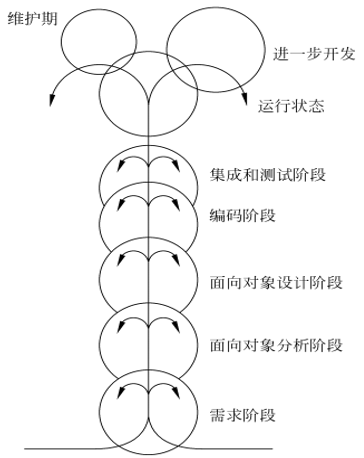 维护期
进一步开发
运行状态
集成和测试阶段
编码阶段
面向对象设计阶段
面向对象分析阶段
需求阶段